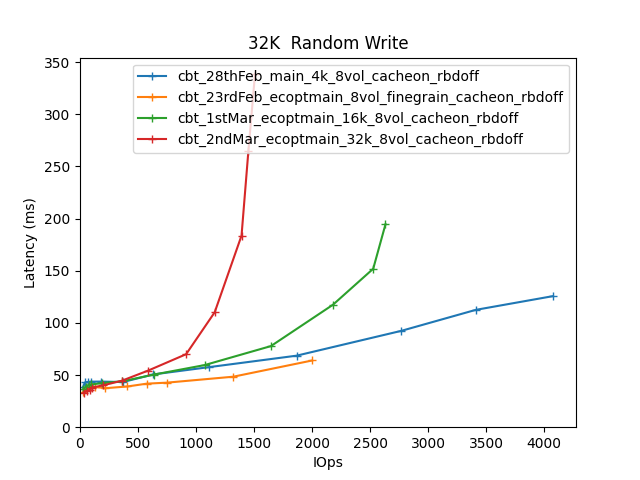 32K  Random Write
350
300
250
200
150
100
50
0
Latency (ms)
cbt_28thFeb_main_4k_8vol_cacheon_rbdoff
cbt_23rdFeb_ecoptmain_8vol_finegrain_cacheon_rbdoff
cbt_1stMar_ecoptmain_16k_8vol_cacheon_rbdoff
cbt_2ndMar_ecoptmain_32k_8vol_cacheon_rbdoff
0 500 1000 1500 2000 2500 3000 3500 4000
IOps